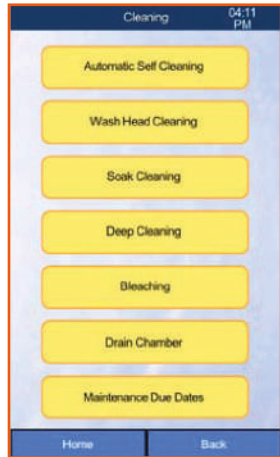 Cleaning 04:11
PM
Automatic Self Cleaning
Wash Head Cleaning
Soak Cleaning
Deep Cleaning
Bleaching
Drain Chamber
Maintenance Due Dates
Home Back